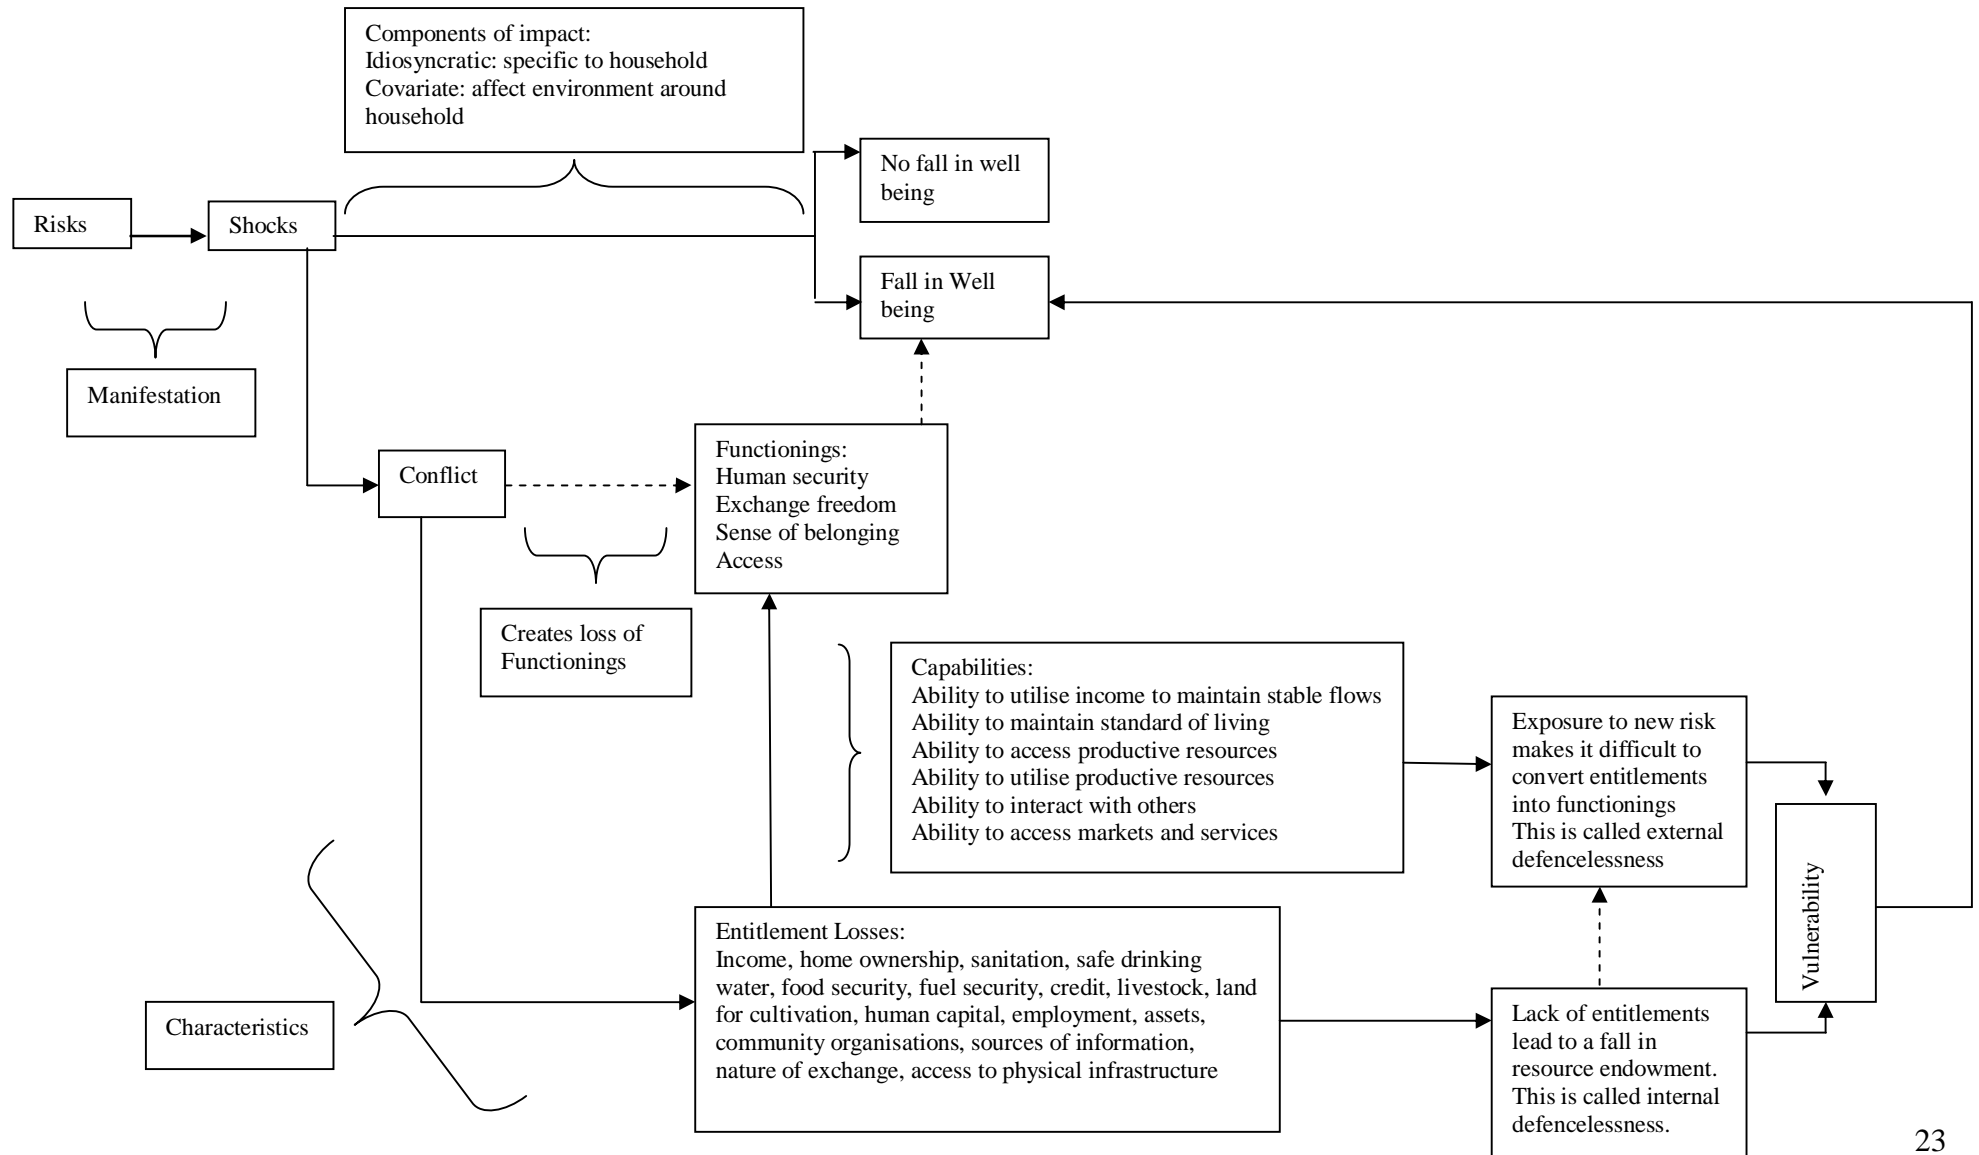 Components of impact:
Idiosyncratic: specific to household
Covariate: affect environment around
household
No fall in well
being
Risks
Shocks
Fall in Well
being
Manifestation
Conflict
Functionings:
Human security
Exchange freedom
Sense of belonging
Access
Creates loss of
Functionings
Capabilities:
Ability to utilise income to maintain stable flows
Ability to maintain standard of living
Ability to access productive resources
Ability to utilise productive resources
Ability to interact with others
Ability to access markets and services
Exposure to new risk
makes it difficult to
convert entitlements
into functionings
This is called external
defencelessness
Vulnerability
Characteristics
Entitlement Losses:
Income, home ownership, sanitation, safe drinking
water, food security, fuel security, credit, livestock, land
for cultivation, human capital, employment, assets,
community organisations, sources of information,
nature of exchange, access to physical infrastructure
Lack of entitlements
lead to a fall in
resource endowment.
This is called internal
defencelessness.
23